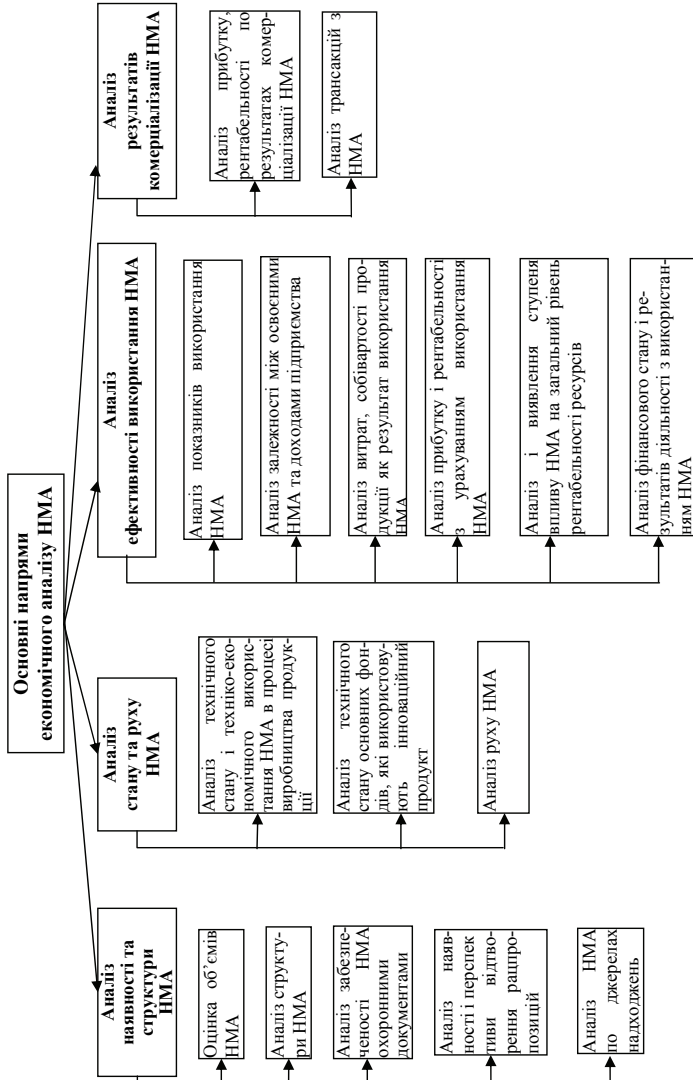 Основні напрями
економічного аналізу НМА
Аналіз
наявності та
структури
НМА
Оцінка об’ємів
НМА
Аналіз структу-
ри НМА
Аналіз забезпе-
ченості НМА
охоронними
документами
Аналіз наяв-
ності і перспек
тиви відтво-
рення рацпро-
позицій
Аналіз НМА
по джерелах
надходжень
Аналіз
стану та руху
НМА
Аналіз технічного
стану і техніко-еко-
номічного викорис-
тання НМА в процесі
виробництва продук-
ції
Аналіз технічного
стану основних фон-
дів, які використову-
ють інноваційний
продукт
Аналіз руху НМА
Аналіз
ефективності використання НМА
Аналіз показників використання
НМА
Аналіз залежності між освоєними
НМА та доходами підприємства
Аналіз витрат, собівартості про-
дукції як результат використання
НМА
Аналіз прибутку і рентабельності
з урахуванням використання
НМА
Аналіз і виявлення ступеня
впливу НМА на загальний рівень
рентабельності ресурсів
Аналіз фінансового стану і ре-
зультатів діяльності з використан-
ням НМА
Аналіз
результатів
комерціалізації НМА
Аналіз прибутку,
рентабельності по
результатах комер-
ціалізації НМА
Аналіз трансакцій з
НМА